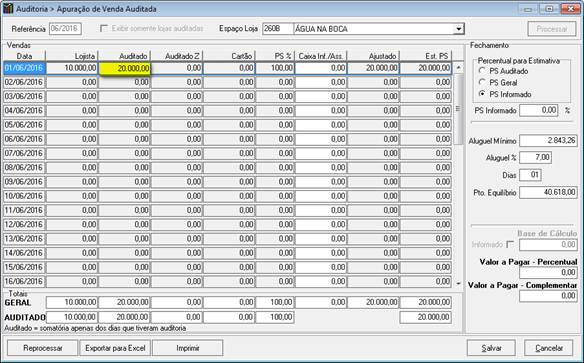 Auditoria > Apuração de Venda Auditada
Referência 06/2016 Exibir somente lojas auditadas Espaço Loja 260B ÁGUA NA BOCA Processar
Vendas
Data Lojista Auditado Auditado Z Cartão PS % Caixa Inf./Ass. Ajustado Est. PS
01/06/2016 10.000,00 20.000,00 0,00 0,00 100,00 0,00 20.000,00 20.000,00
02/06/2016 0,00 0,00 0,00 0,00 0,00 0,00 0,00 0,00
03/06/2016 0,00 0,00 0,00 0,00 0,00 0,00 0,00 0,00
04/06/2016 0,00 0,00 0,00 0,00 0,00 0,00 0,00 0,00
05/06/2016 0,00 0,00 0,00 0,00 0,00 0,00 0,00 0,00
06/06/2016 0,00 0,00 0,00 0,00 0,00 0,00 0,00 0,00
07/06/2016 0,00 0,00 0,00 0,00 0,00 0,00 0,00 0,00
08/06/2016 0,00 0,00 0,00 0,00 0,00 0,00 0,00 0,00
09/06/2016 0,00 0,00 0,00 0,00 0,00 0,00 0,00 0,00
10/06/2016 0,00 0,00 0,00 0,00 0,00 0,00 0,00 0,00
11/06/2016 0,00 0,00 0,00 0,00 0,00 0,00 0,00 0,00
12/06/2016 0,00 0,00 0,00 0,00 0,00 0,00 0,00 0,00
13/06/2016 0,00 0,00 0,00 0,00 0,00 0,00 0,00 0,00
14/06/2016 0,00 0,00 0,00 0,00 0,00 0,00 0,00 0,00
15/06/2016 0,00 0,00 0,00 0,00 0,00 0,00 0,00 0,00
16/06/2016 0,00 0,00 0,00 0,00 0,00 0,00 0,00 0,00
Totais
GERAL 10.000,00 20.000,00 0,00 0,00 100,00 0,00 20.000,00 20.000,00
AUDITADO 10.000,00 20.000,00 0,00 0,00 100,00 20.000,00
Auditado = somatória apenas dos dias que tiveram auditoria
Fechamento
Percentual para Estimativa
PS Auditado
PS Geral
PS Informado
PS Informado 0,00 %
Aluguel Mínimo 2.843,26
Aluguel % 7,00
Dias 01
Pto. Equilíbrio 40.618,00
Base de Cálculo
Informado 0,00
Valor a Pagar - Percentual
0,00
Valor a Pagar - Complementar
0,00
Reprocessar Exportar para Excel Imprimir Salvar Cancelar